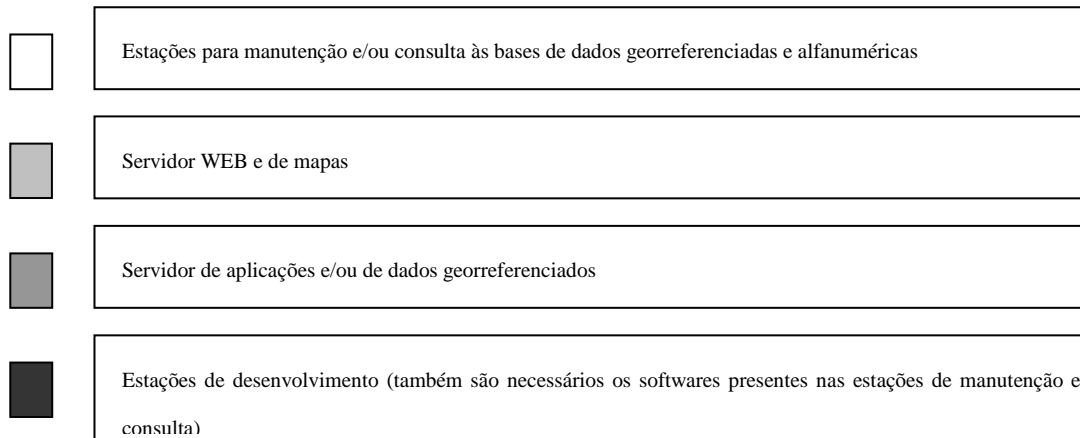 Estações para manutenção e/ou consulta às bases de dados georreferenciadas e alfanuméricas
Servidor WEB e de mapas
Servidor de aplicações e/ou de dados georreferenciados
Estações de desenvolvimento (também são necessários os softwares presentes nas estações de manutenção e
consulta)